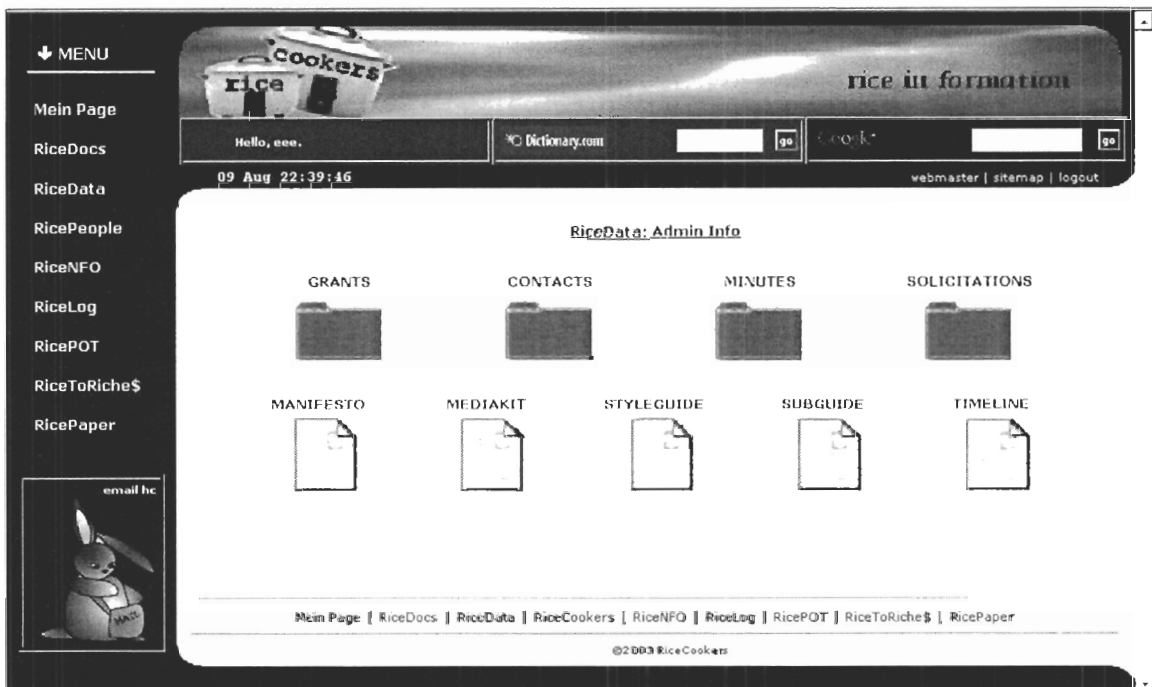 MENU
Mein Page
RiceDocs
RiceData
RicePeople
RiceNFO
RiceLog
RicePOT
RiceToRiche$
RicePaper
email hc
MAIL
rice cookers
rice in formation
Hello, eee.
Dictionary.com go
Google go
09 Aug 22:39:46
webmaster | sitemap | logout
RiceData: Admin Info
GRANTS CONTACTS MINUTES SOLICITATIONS
MANIFESTO MEDIAKIT STYLEGUIDE SUBGUIDE TIMELINE
Mein Page | RiceDocs | RiceData | RiceCookers | RiceNFO | RiceLog | RicePOT | RiceToRiche$ | RicePaper
©2003 RiceCookers